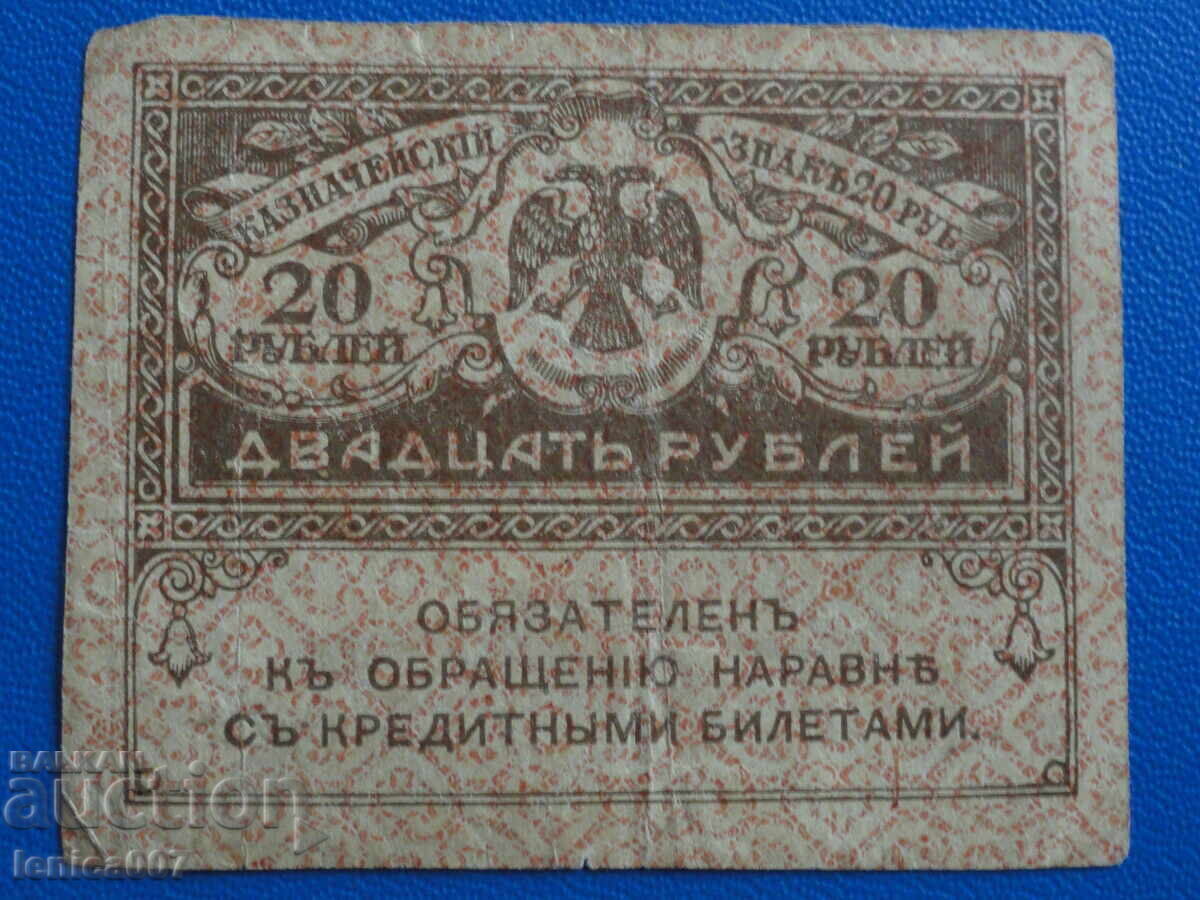 КАЗНАЧЕЙСКІЙ ЗНАКЪ 20 РУБ
20 РУБЛЕЙ
20 РУБЛЕЙ
ДВАДЦАТЬ РУБЛЕЙ
ОБЯЗАТЕЛЕНЪ
КЪ ОБРАЩЕНІЮ НАРАВНѢ
СЪ КРЕДИТНЫМИ БИЛЕТАМИ.
BALKAN
auction
lenica007